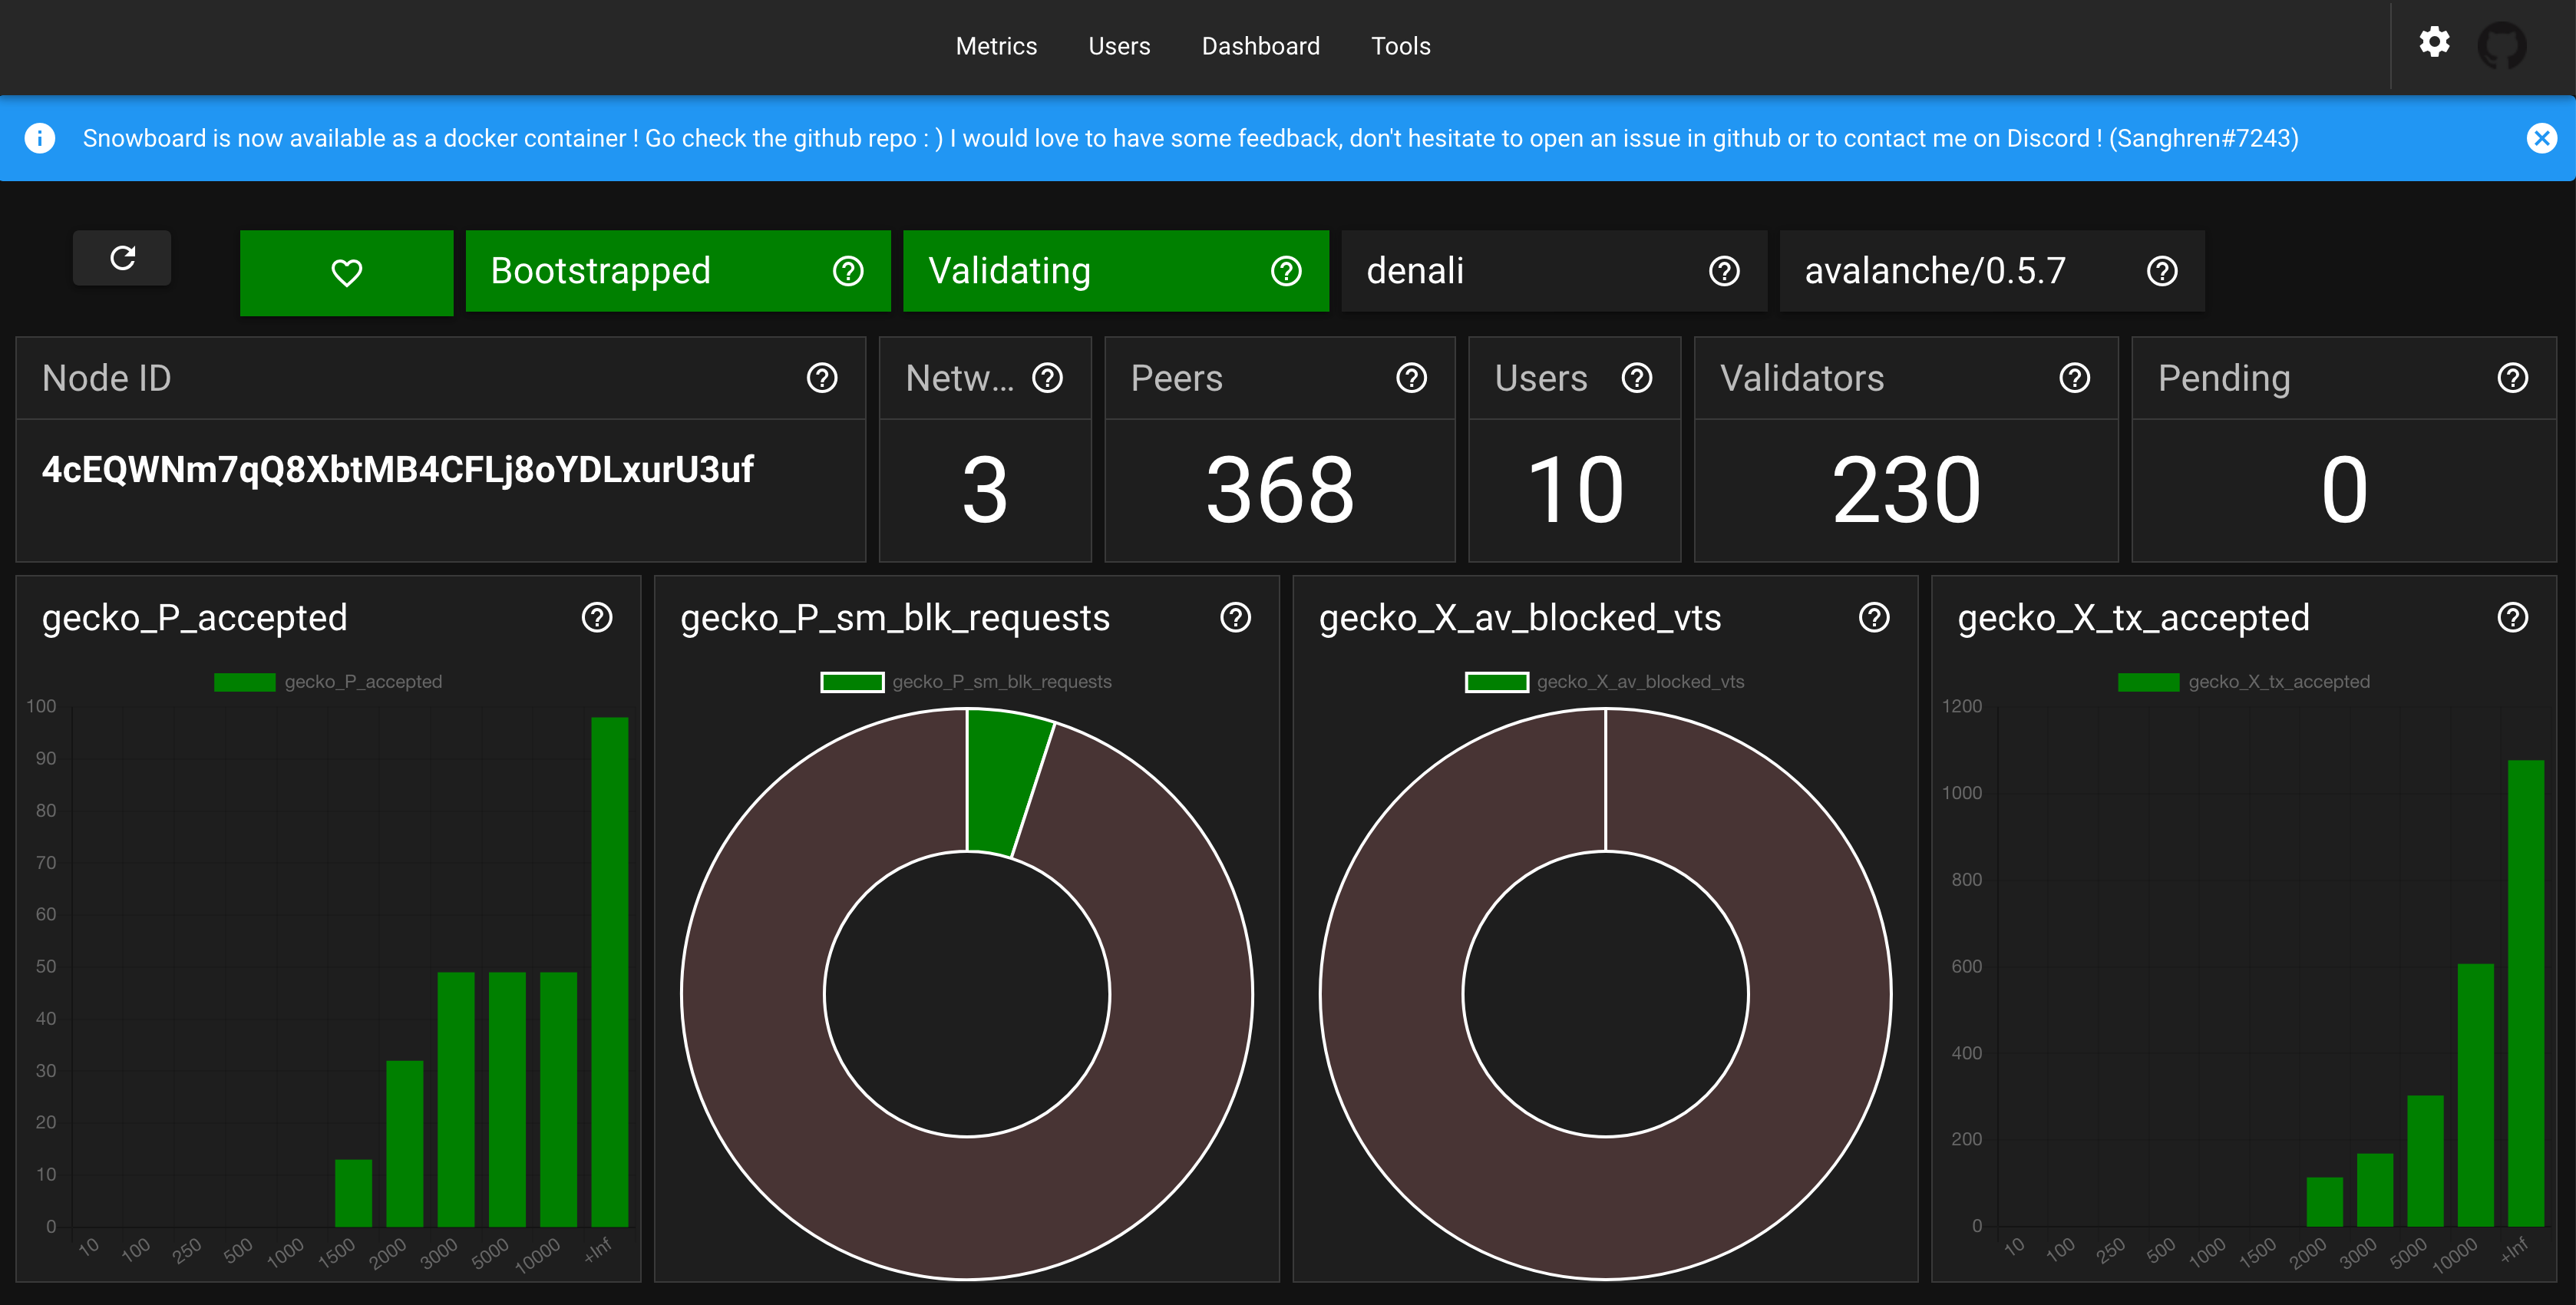 Metrics Users Dashboard Tools
Snowboard is now available as a docker container ! Go check the github repo : ) I would love to have some feedback, don't hesitate to open an issue in github or to contact me on Discord ! (Sanghren#7243)
Bootstrapped
Validating
denali
avalanche/0.5.7
Node ID
4cEQWNm7qQ8XbtMB4CFLj8oYDLxurU3uf
Netw...
3
Peers
368
Users
10
Validators
230
Pending
0
gecko_P_accepted
gecko_P_accepted
100
90
80
70
60
50
40
30
20
10
0
10 100 250 500 1000 1500 2000 3000 5000 10000 +Inf
gecko_P_sm_blk_requests
gecko_P_sm_blk_requests
gecko_X_av_blocked_vts
gecko_X_av_blocked_vts
gecko_X_tx_accepted
gecko_X_tx_accepted
1200
1000
800
600
400
200
0
10 100 250 500 1000 1500 2000 3000 5000 10000 +Inf